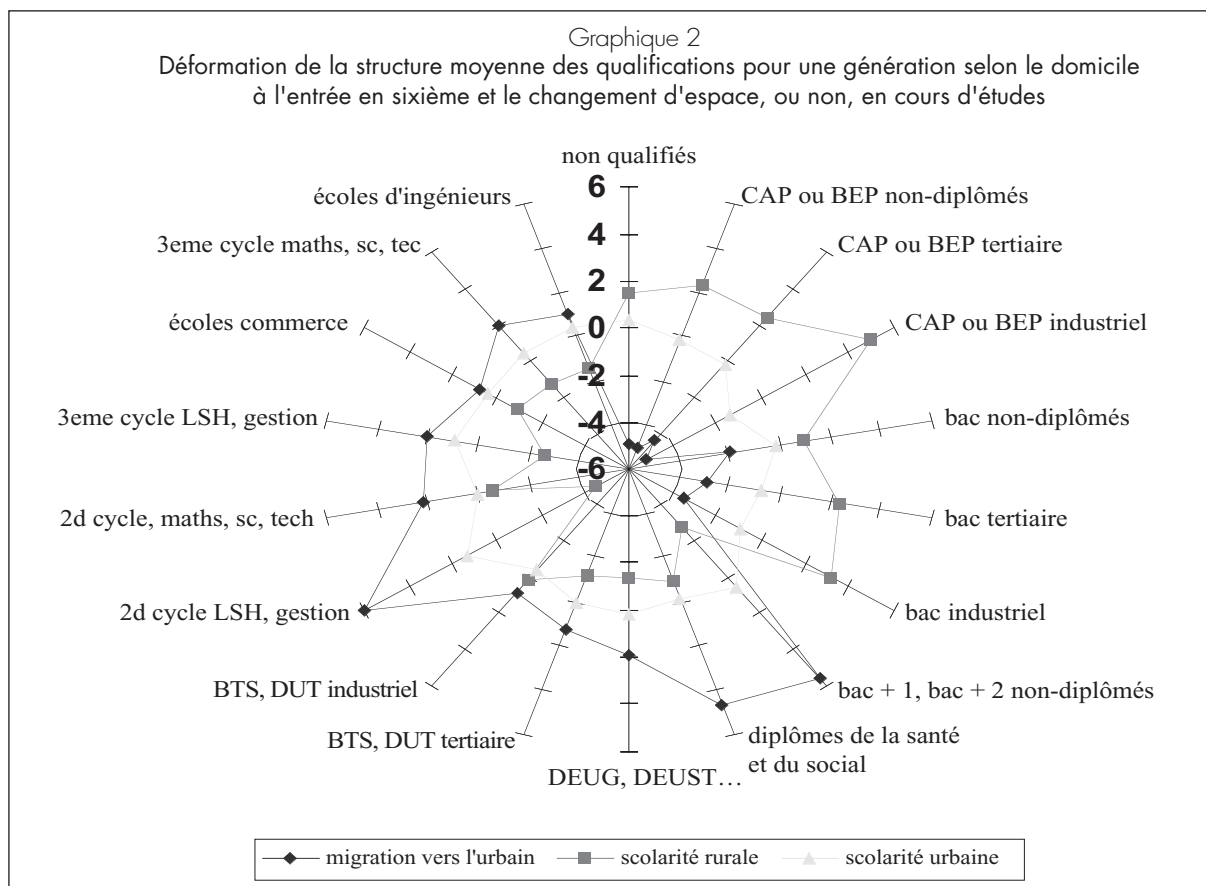 Graphique 2
Déformation de la structure moyenne des qualifications pour une génération selon le domicile
à l'entrée en sixième et le changement d'espace, ou non, en cours d'études
non qualifiés
écoles d'ingénieurs
CAP ou BEP non-diplômés
3eme cycle maths, sc, tec
CAP ou BEP tertiaire
écoles commerce
CAP ou BEP industriel
3eme cycle LSH, gestion
bac non-diplômés
2d cycle, maths, sc, tech
bac tertiaire
2d cycle LSH, gestion
bac industriel
BTS, DUT industriel
bac + 1, bac + 2 non-diplômés
BTS, DUT tertiaire
diplômes de la santé
et du social
DEUG, DEUST…
6
4
2
0
-2
-4
-6
migration vers l'urbain
scolarité rurale
scolarité urbaine